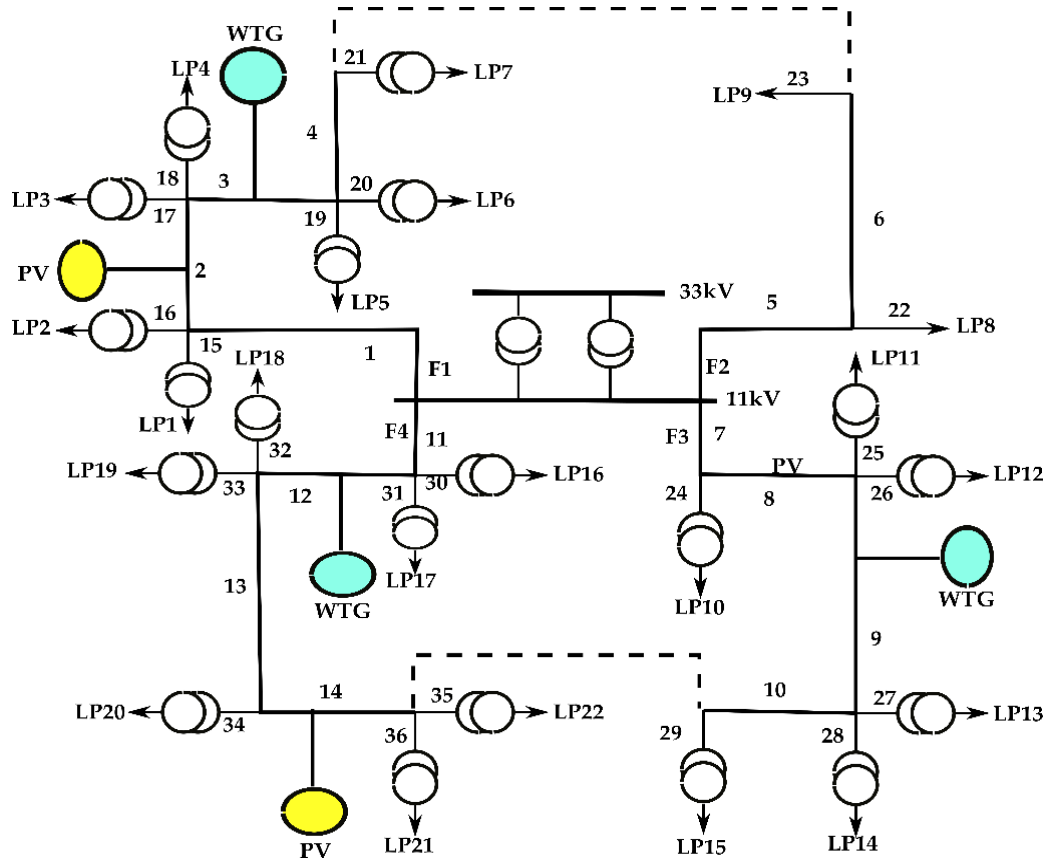 WTG
LP4
21
LP7
23
LP9
4
18
3
20
LP3
LP6
17
19
6
PV
2
33kV
LP5
5
22
16
LP2
LP8
15
1
LP18
LP11
F1
F2
LP1
11kV
F4
11
F3
7
32
25
LP19
PV
LP16
LP12
33
12
31
30
24
8
26
LP17
13
WTG
LP10
WTG
9
14
35
10
27
LP20
LP22
LP13
34
36
29
28
PV
LP21
LP15
LP14